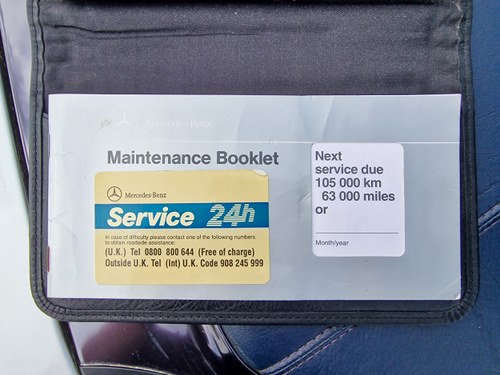 Mercedes-Benz
Maintenance Booklet
Mercedes-Benz
Service 24h
In case of difficulty please contact one of the following numbers
to obtain roadside assistance:
(U.K.) Tel 0800 800 644 (Free of charge)
Outside U.K. Tel (Int) U.K. Code 908 245 999
Next
service due
105 000 km
63 000 miles
or
Month/year